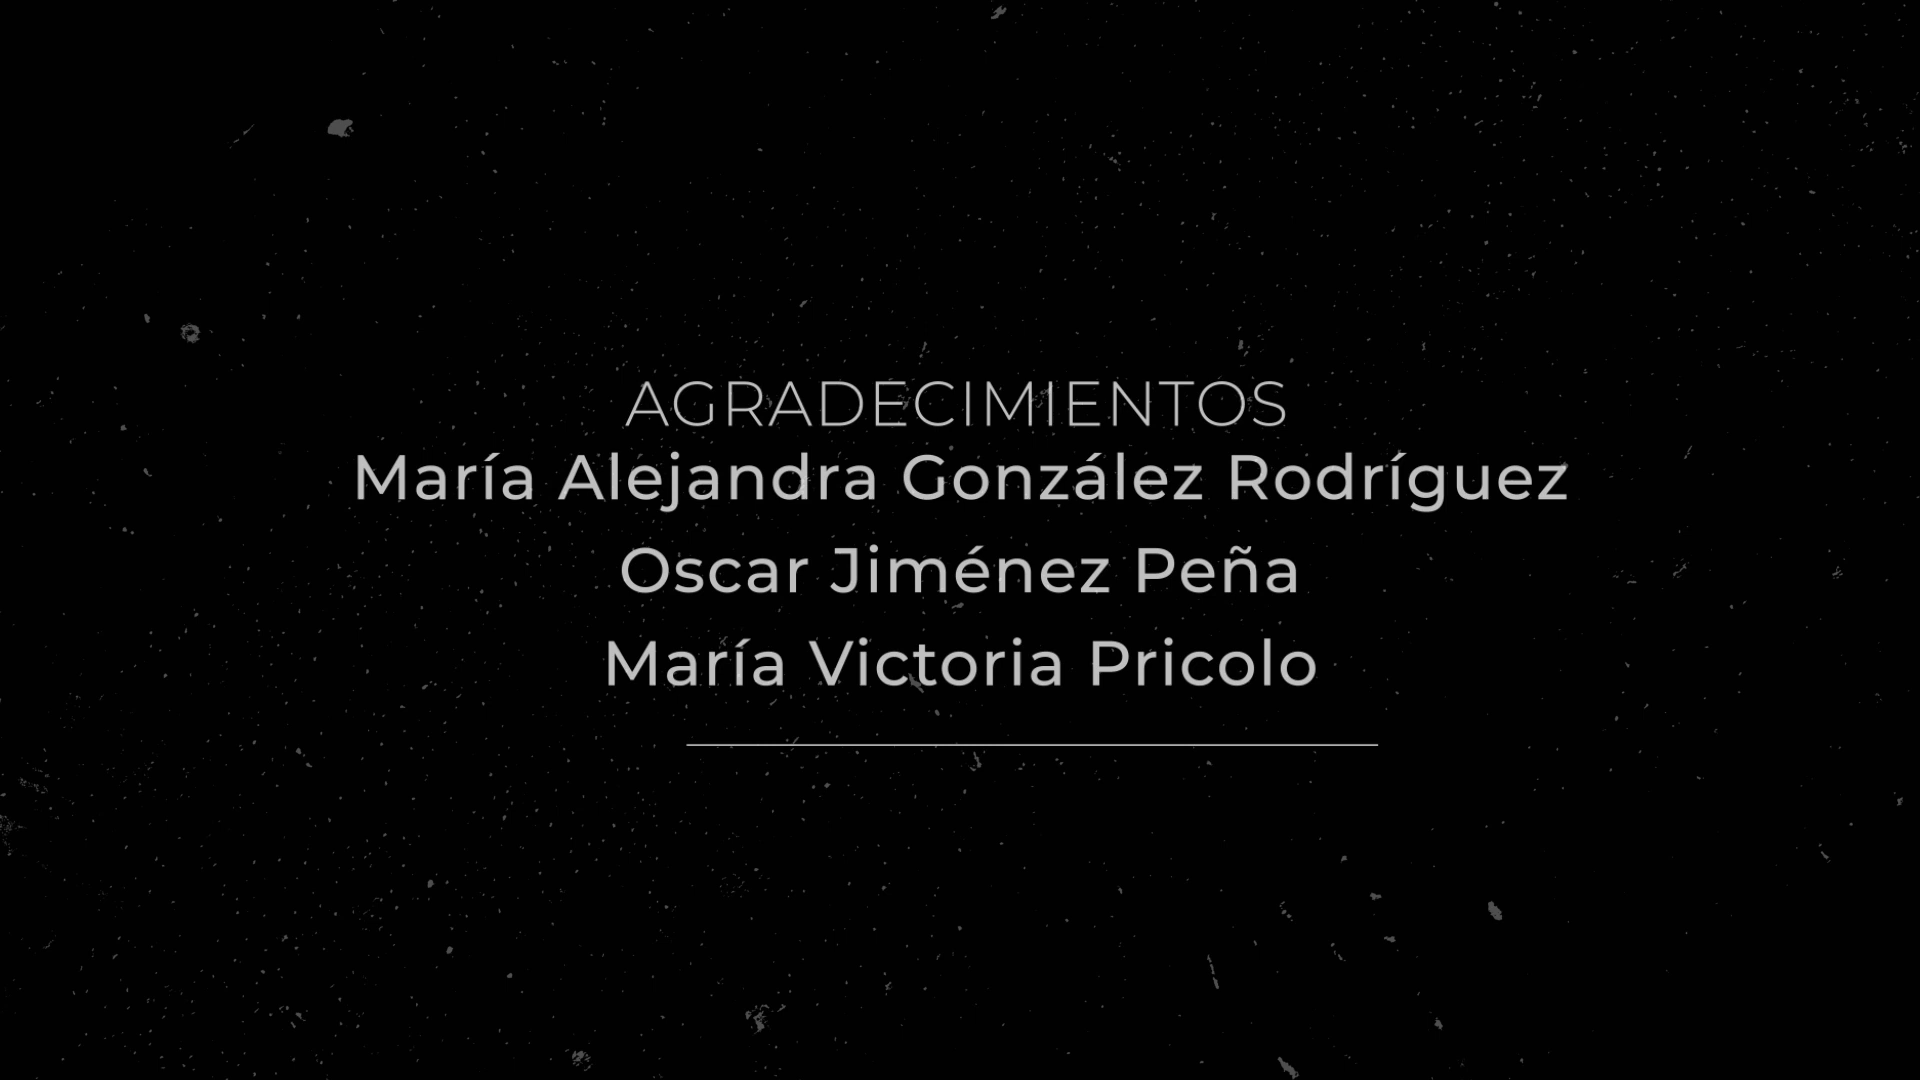 AGRADECIMIENTOS
María Alejandra González Rodríguez
Oscar Jiménez Peña
María Victoria Pricolo